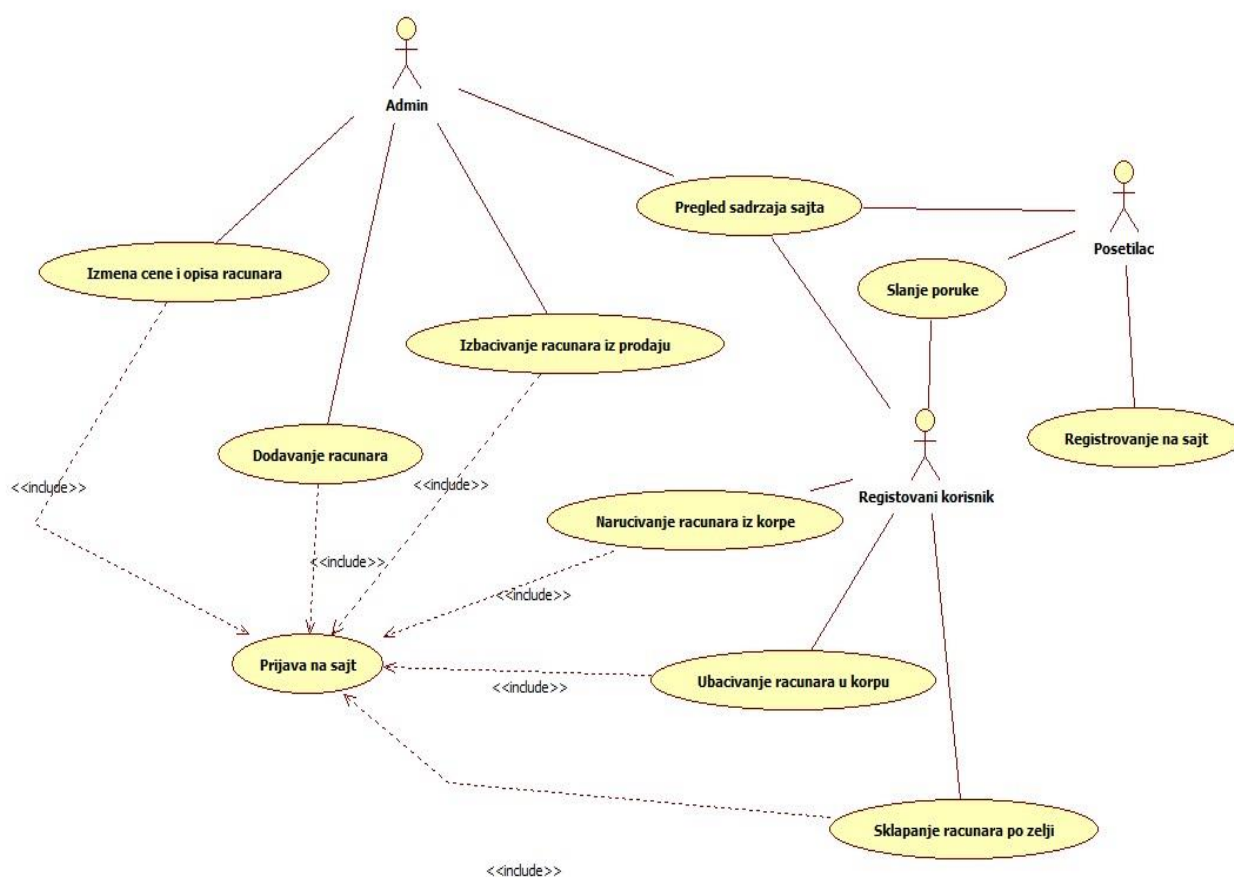 Admin
Pregled sadrzaja sajta
Posetilac
Izmena cene i opisa racunara
Slanje poruke
Izbacivanje racunara iz prodaju
Registrovanje na sajt
Dodavanje racunara
<<include>>
<<include>>
Registovani korisnik
Narucivanje racunara iz korpe
<<include>>
<<include>>
Prijava na sajt
Ubacivanje racunara u korpu
<<include>>
Sklapanje racunara po zelji
<<include>>